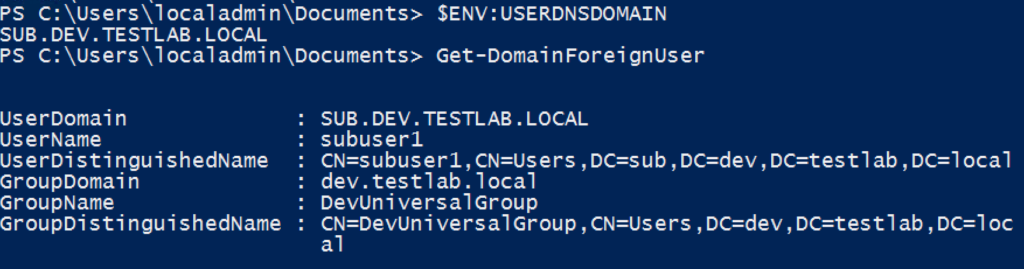 PS C:\Users\localadmin\Documents> $ENV:USERDNSDOMAIN
SUB.DEV.TESTLAB.LOCAL
PS C:\Users\localadmin\Documents> Get-DomainForeignUser
UserDomain : SUB.DEV.TESTLAB.LOCAL
UserName : subuser1
UserDistinguishedName : CN=subuser1,CN=Users,DC=sub,DC=dev,DC=testlab,DC=local
GroupDomain : dev.testlab.local
GroupName : DevUniversalGroup
GroupDistinguishedName : CN=DevUniversalGroup,CN=Users,DC=dev,DC=testlab,DC=loc
al